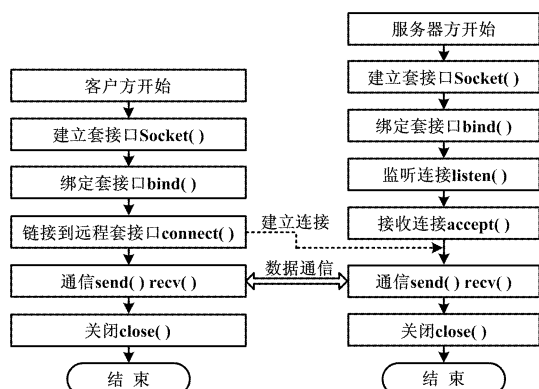 客户方开始
建立套接口Socket( )
绑定套接口bind( )
链接到远程套接口connect( )
通信send( ) recv( )
关闭close( )
结 束
建立连接
数据通信
服务器方开始
建立套接口Socket( )
绑定套接口bind( )
监听连接listen( )
接收连接accept( )
通信send( ) recv( )
关闭close( )
结 束